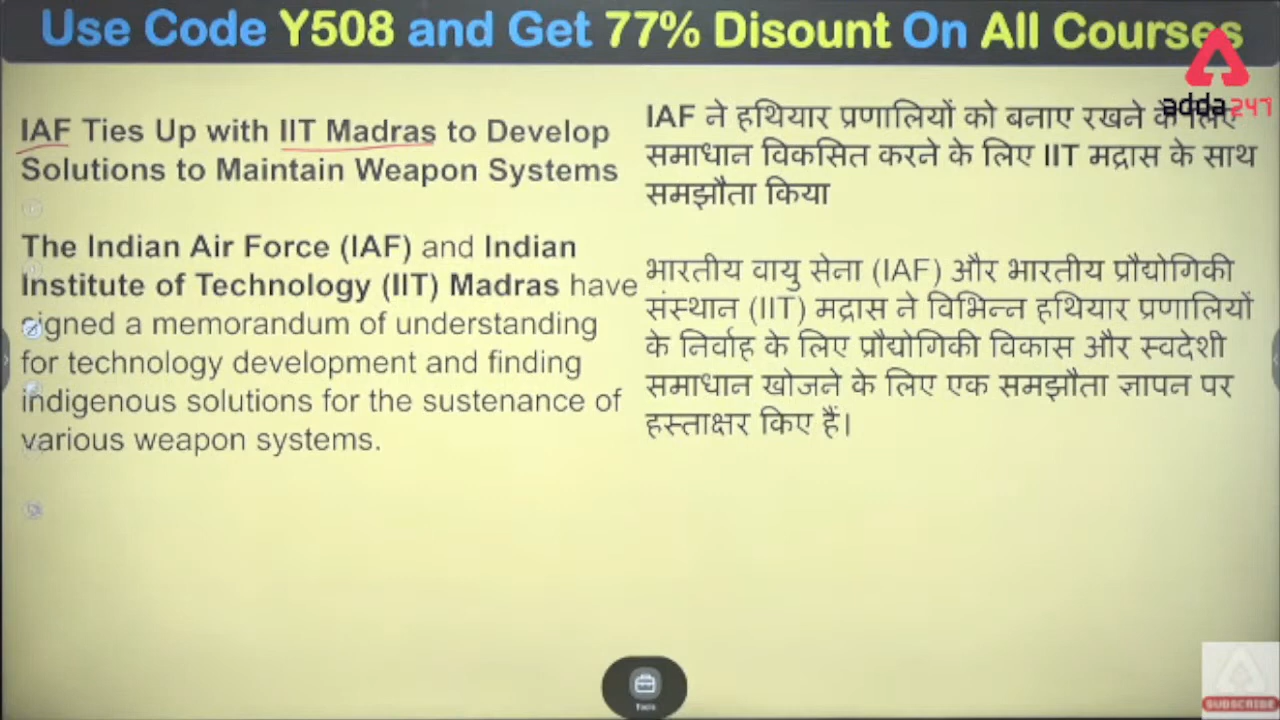 Use Code Y508 and Get 77% Disount On All Courses
adda247
IAF Ties Up with IIT Madras to Develop
Solutions to Maintain Weapon Systems
The Indian Air Force (IAF) and Indian
Institute of Technology (IIT) Madras have
signed a memorandum of understanding
for technology development and finding
indigenous solutions for the sustenance of
various weapon systems.
IAF ने हथियार प्रणालियों को बनाए रखने के लिए
समाधान विकसित करने के लिए IIT मद्रास के साथ
समझौता किया
भारतीय वायु सेना (IAF) और भारतीय प्रौद्योगिकी
संस्थान (IIT) मद्रास ने विभिन्न हथियार प्रणालियों
के निर्वाह के लिए प्रौद्योगिकी विकास और स्वदेशी
समाधान खोजने के लिए एक समझौता ज्ञापन पर
हस्ताक्षर किए हैं।
Tools
SUBSCRIBE